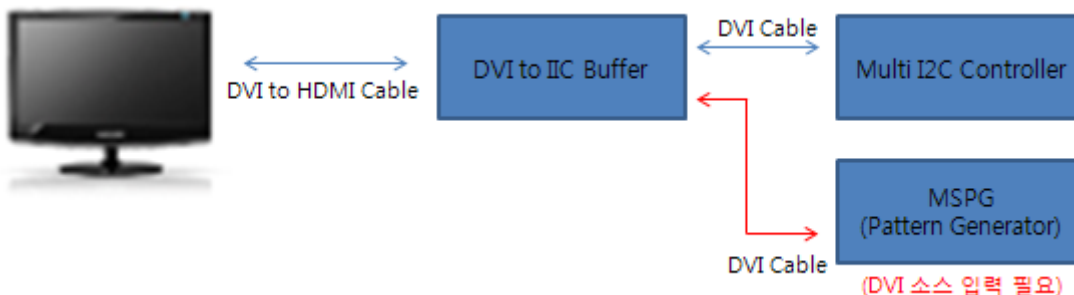 DVI to HDMI Cable
DVI to IIC Buffer
DVI Cable
Multi I2C Controller
DVI Cable
MSPG
(Pattern Generator)
(DVI 소스 입력 필요)